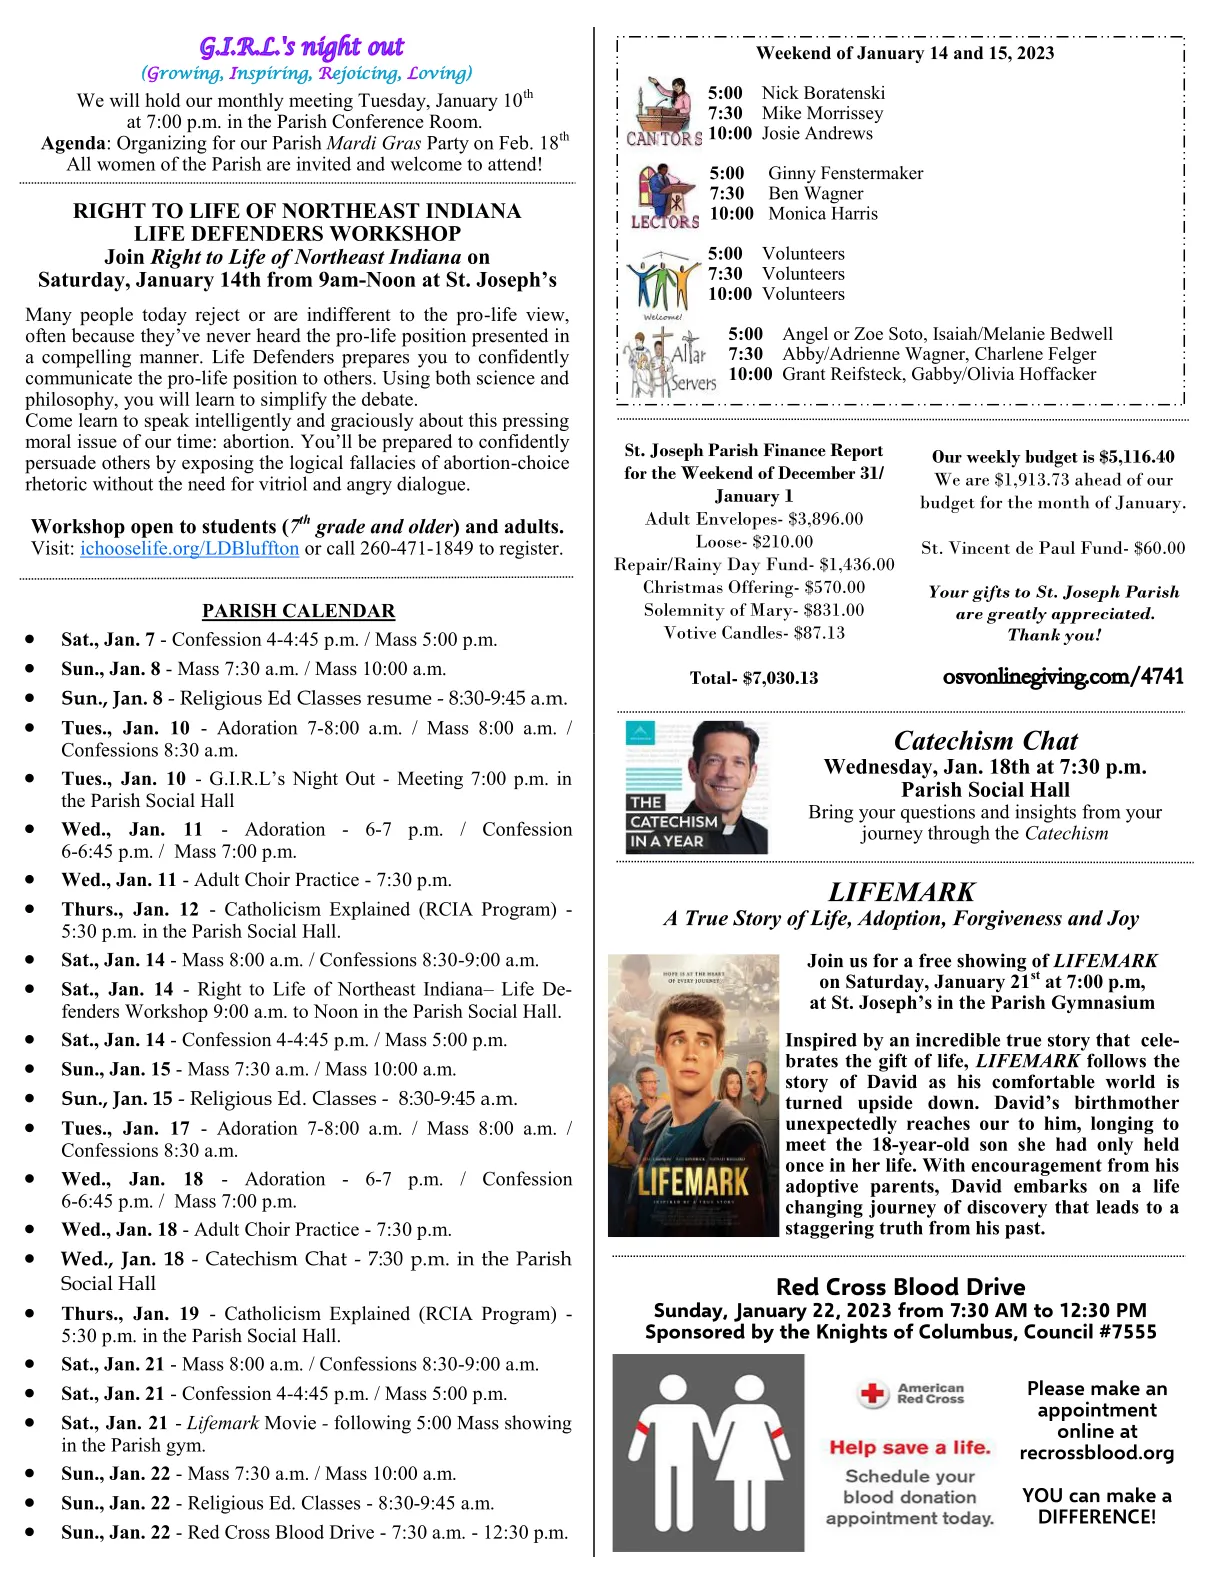 G.I.R.L.'s night out
(Growing, Inspiring, Rejoicing, Loving)
We will hold our monthly meeting Tuesday, January 10th
at 7:00 p.m. in the Parish Conference Room.
Agenda: Organizing for our Parish Mardi Gras Party on Feb. 18th
All women of the Parish are invited and welcome to attend!
RIGHT TO LIFE OF NORTHEAST INDIANA
LIFE DEFENDERS WORKSHOP
Join Right to Life of Northeast Indiana on
Saturday, January 14th from 9am-Noon at St. Joseph's
Many people today reject or are indifferent to the pro-life view,
often because they've never heard the pro-life position presented in
a compelling manner. Life Defenders prepares you to confidently
communicate the pro-life position to others. Using both science and
philosophy, you will learn to simplify the debate.
Come learn to speak intelligently and graciously about this pressing
moral issue of our time: abortion. You'll be prepared to confidently
persuade others by exposing the logical fallacies of abortion-choice
rhetoric without the need for vitriol and angry dialogue.
Workshop open to students (7th grade and older) and adults.
Visit: ichooselife.org/LDBluffton or call 260-471-1849 to register.
PARISH CALENDAR
• Sat., Jan. 7 - Confession 4-4:45 p.m. / Mass 5:00 p.m.
• Sun., Jan. 8 - Mass 7:30 a.m. / Mass 10:00 a.m.
• Sun., Jan. 8 - Religious Ed Classes resume - 8:30-9:45 a.m.
• Tues., Jan. 10 - Adoration 7-8:00 a.m. / Mass 8:00 a.m. /
Confessions 8:30 a.m.
• Tues., Jan. 10 - G.I.R.L's Night Out - Meeting 7:00 p.m. in
the Parish Social Hall
• Wed., Jan. 11 - Adoration - 6-7 p.m. / Confession
6-6:45 p.m. / Mass 7:00 p.m.
• Wed., Jan. 11 - Adult Choir Practice - 7:30 p.m.
• Thurs., Jan. 12 - Catholicism Explained (RCIA Program) -
5:30 p.m. in the Parish Social Hall.
• Sat., Jan. 14 - Mass 8:00 a.m. / Confessions 8:30-9:00 a.m.
• Sat., Jan. 14 - Right to Life of Northeast Indiana– Life De-
fenders Workshop 9:00 a.m. to Noon in the Parish Social Hall.
• Sat., Jan. 14 - Confession 4-4:45 p.m. / Mass 5:00 p.m.
• Sun., Jan. 15 - Mass 7:30 a.m. / Mass 10:00 a.m.
• Sun., Jan. 15 - Religious Ed. Classes - 8:30-9:45 a.m.
• Tues., Jan. 17 - Adoration 7-8:00 a.m. / Mass 8:00 a.m. /
Confessions 8:30 a.m.
• Wed., Jan. 18 - Adoration - 6-7 p.m. / Confession
6-6:45 p.m. / Mass 7:00 p.m.
• Wed., Jan. 18 - Adult Choir Practice - 7:30 p.m.
• Wed., Jan. 18 - Catechism Chat - 7:30 p.m. in the Parish
Social Hall
• Thurs., Jan. 19 - Catholicism Explained (RCIA Program) -
5:30 p.m. in the Parish Social Hall.
• Sat., Jan. 21 - Mass 8:00 a.m. / Confessions 8:30-9:00 a.m.
• Sat., Jan. 21 - Confession 4-4:45 p.m. / Mass 5:00 p.m.
• Sat., Jan. 21 - Lifemark Movie - following 5:00 Mass showing
in the Parish gym.
• Sun., Jan. 22 - Mass 7:30 a.m. / Mass 10:00 a.m.
• Sun., Jan. 22 - Religious Ed. Classes - 8:30-9:45 a.m.
• Sun., Jan. 22 - Red Cross Blood Drive - 7:30 a.m. - 12:30 p.m.
Weekend of January 14 and 15, 2023
CANTORS
5:00 Nick Boratenski
7:30 Mike Morrissey
10:00 Josie Andrews
LECTORS
5:00 Ginny Fenstermaker
7:30 Ben Wagner
10:00 Monica Harris
Welcome!
5:00 Volunteers
7:30 Volunteers
10:00 Volunteers
Altar
Servers
5:00 Angel or Zoe Soto, Isaiah/Melanie Bedwell
7:30 Abby/Adrienne Wagner, Charlene Felger
10:00 Grant Reifsteck, Gabby/Olivia Hoffacker
St. Joseph Parish Finance Report
for the Weekend of December 31/
January 1
Adult Envelopes- $3,896.00
Loose- $210.00
Repair/Rainy Day Fund- $1,436.00
Christmas Offering- $570.00
Solemnity of Mary- $831.00
Votive Candles- $87.13
Total- $7,030.13
Our weekly budget is $5,116.40
We are $1,913.73 ahead of our
budget for the month of January.
St. Vincent de Paul Fund- $60.00
Your gifts to St. Joseph Parish
are greatly appreciated.
Thank you!
osvonlinegiving.com/4741
THE
CATECHISM
IN A YEAR
Catechism Chat
Wednesday, Jan. 18th at 7:30 p.m.
Parish Social Hall
Bring your questions and insights from your
journey through the Catechism
LIFEMARK
A True Story of Life, Adoption, Forgiveness and Joy
HOPE IS AT THE HEART
OF EVERY JOURNEY
LIFEMARK
INSPIRED BY A TRUE STORY
Join us for a free showing of LIFEMARK
on Saturday, January 21st at 7:00 p.m,
at St. Joseph's in the Parish Gymnasium
Inspired by an incredible true story that cele-
brates the gift of life, LIFEMARK follows the
story of David as his comfortable world is
turned upside down. David's birthmother
unexpectedly reaches our to him, longing to
meet the 18-year-old son she had only held
once in her life. With encouragement from his
adoptive parents, David embarks on a life
changing journey of discovery that leads to a
staggering truth from his past.
Red Cross Blood Drive
Sunday, January 22, 2023 from 7:30 AM to 12:30 PM
Sponsored by the Knights of Columbus, Council #7555
American
Red Cross
Help save a life.
Schedule your
blood donation
appointment today.
Please make an
appointment
online at
recrossblood.org
YOU can make a
DIFFERENCE!